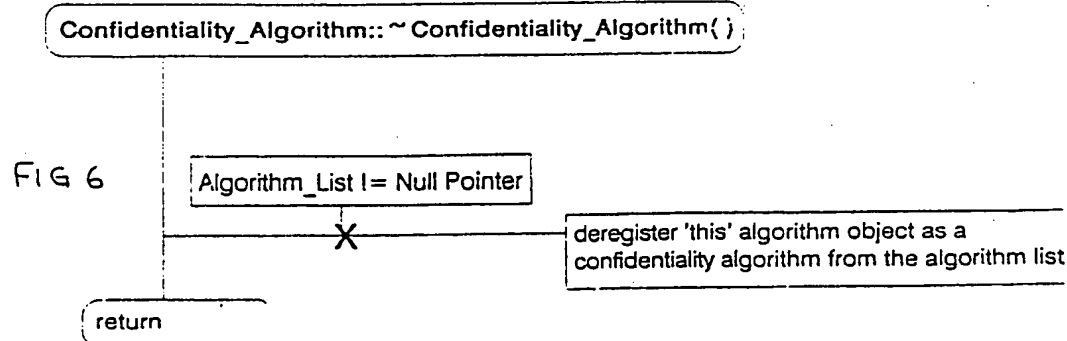 Confidentiality_Algorithm:: ~ Confidentiality_Algorithm( )
FIG 6
Algorithm_List != Null Pointer
X
deregister 'this' algorithm object as a
confidentiality algorithm from the algorithm list
return